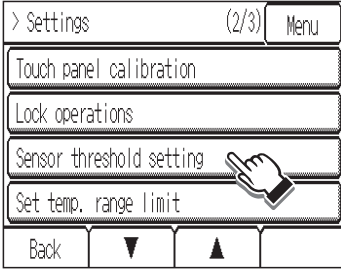 > Settings (2/3) Menu
Touch panel calibration
Lock operations
Sensor threshold setting
Set temp. range limit
Back ▼ ▲